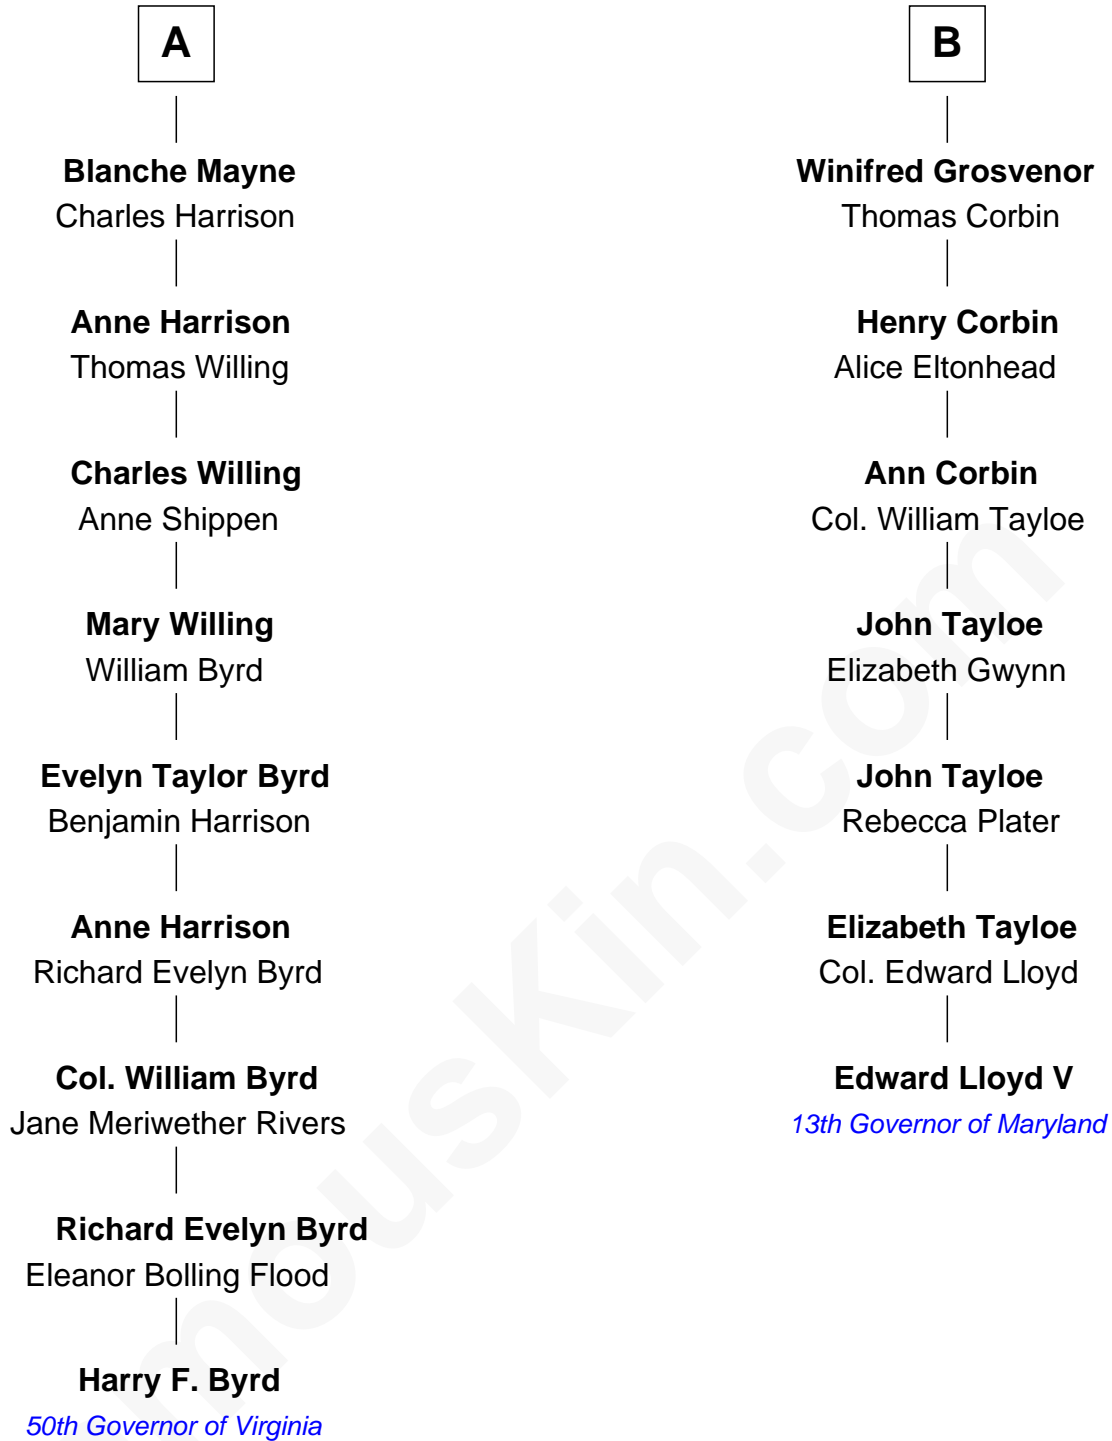 A
Blanche Mayne
Charles Harrison
Anne Harrison
Thomas Willing
Charles Willing
Anne Shippen
Mary Willing
William Byrd
Evelyn Taylor Byrd
Benjamin Harrison
Anne Harrison
Richard Evelyn Byrd
Col. William Byrd
Jane Meriwether Rivers
Richard Evelyn Byrd
Eleanor Bolling Flood
Harry F. Byrd
50th Governor of Virginia
B
Winifred Grosvenor
Thomas Corbin
Henry Corbin
Alice Eltonhead
Ann Corbin
Col. William Tayloe
John Tayloe
Elizabeth Gwynn
John Tayloe
Rebecca Plater
Elizabeth Tayloe
Col. Edward Lloyd
Edward Lloyd V
13th Governor of Maryland
mousKin.com